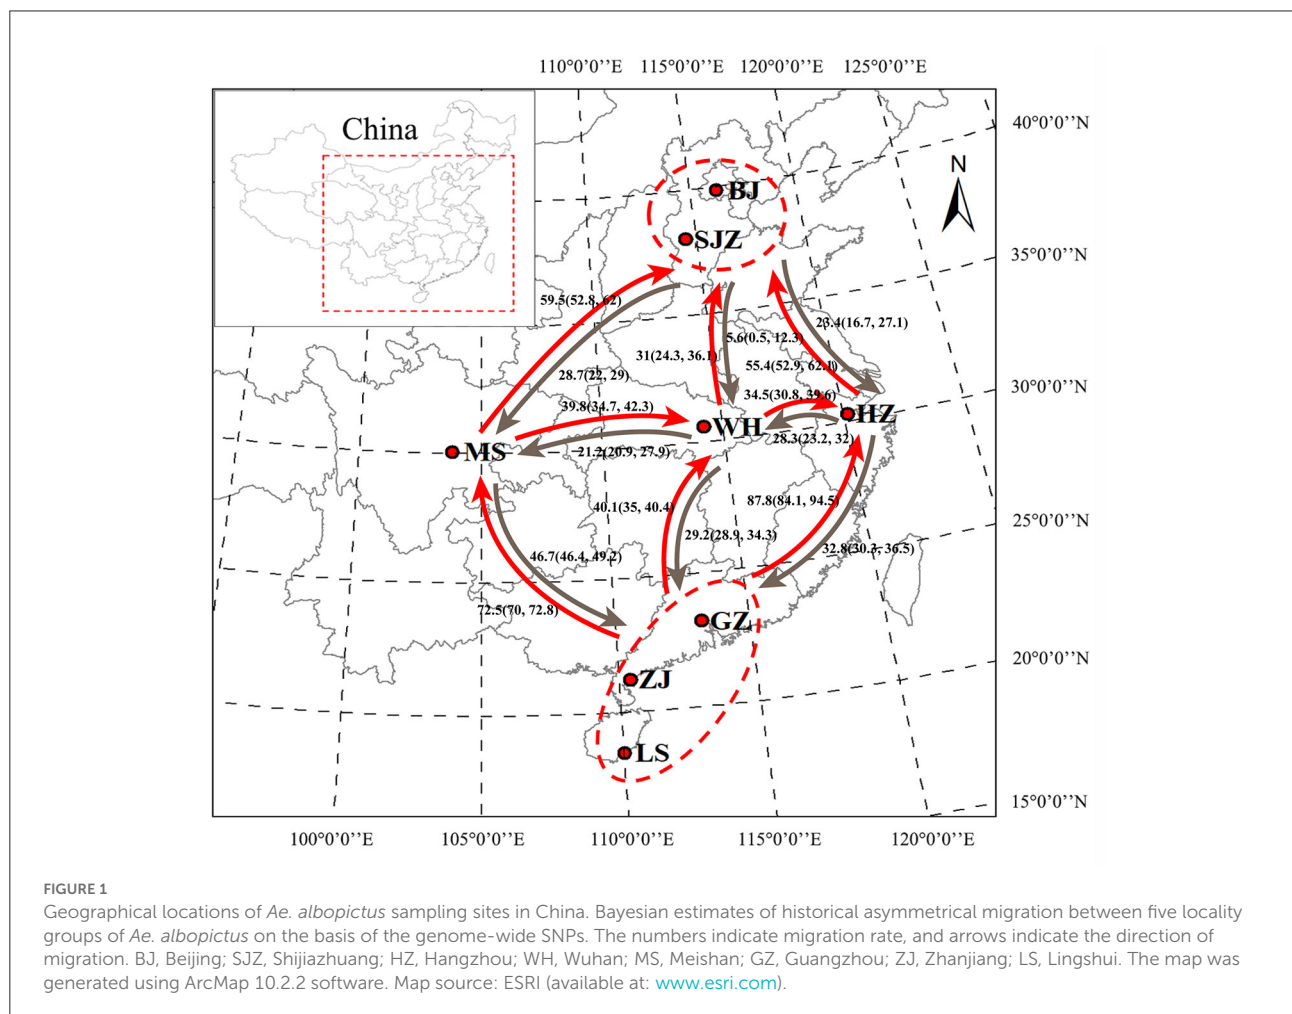 110°0'0''E 115°0'0''E 120°0'0''E 125°0'0''E
China
40°0'0''N
N
BJ
SJZ
35°0'0''N
59.5(52.8, 62)
23.4(16.7, 27.1)
5.6(0.5, 12.3)
31(24.3, 36.1)
55.4(52.9, 62.1)
28.7(22, 29)
30°0'0''N
34.5(30.8, 39.6)
39.8(34.7, 42.3)
HZ
WH
28.3(23.2, 32)
MS
21.2(20.9, 27.9)
87.8(84.1, 94.5)
40.1(35, 40.4)
25°0'0''N
29.2(28.9, 34.3)
32.8(30.3, 36.5)
46.7(46.4, 49.2)
72.5(70, 72.8)
GZ
20°0'0''N
ZJ
LS
15°0'0''N
100°0'0''E 105°0'0''E 110°0'0''E 115°0'0''E 120°0'0''E
FIGURE 1
Geographical locations of Ae. albopictus sampling sites in China. Bayesian estimates of historical asymmetrical migration between five locality
groups of Ae. albopictus on the basis of the genome-wide SNPs. The numbers indicate migration rate, and arrows indicate the direction of
migration. BJ, Beijing; SJZ, Shijiazhuang; HZ, Hangzhou; WH, Wuhan; MS, Meishan; GZ, Guangzhou; ZJ, Zhanjiang; LS, Lingshui. The map was
generated using ArcMap 10.2.2 software. Map source: ESRI (available at: www.esri.com).